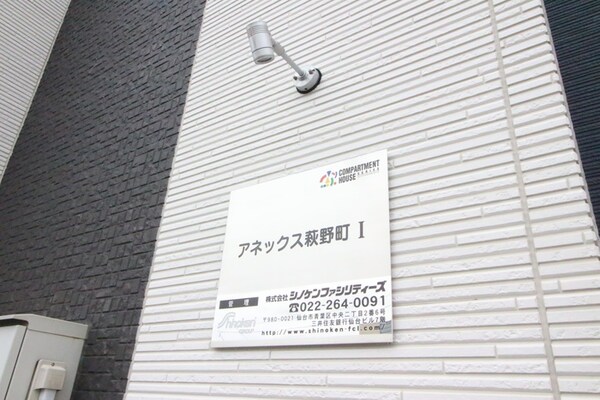 COMPARTMENT
HOUSE
SERIES
アネックス萩野町 I
管 理 株式会社 シノケンファシリティーズ
☎022-264-0091
〒980-0021 仙台市青葉区中央二丁目2番6号
三井住友銀行仙台ビル7階
Shinoken
http://www.shinoken-fcl.com/